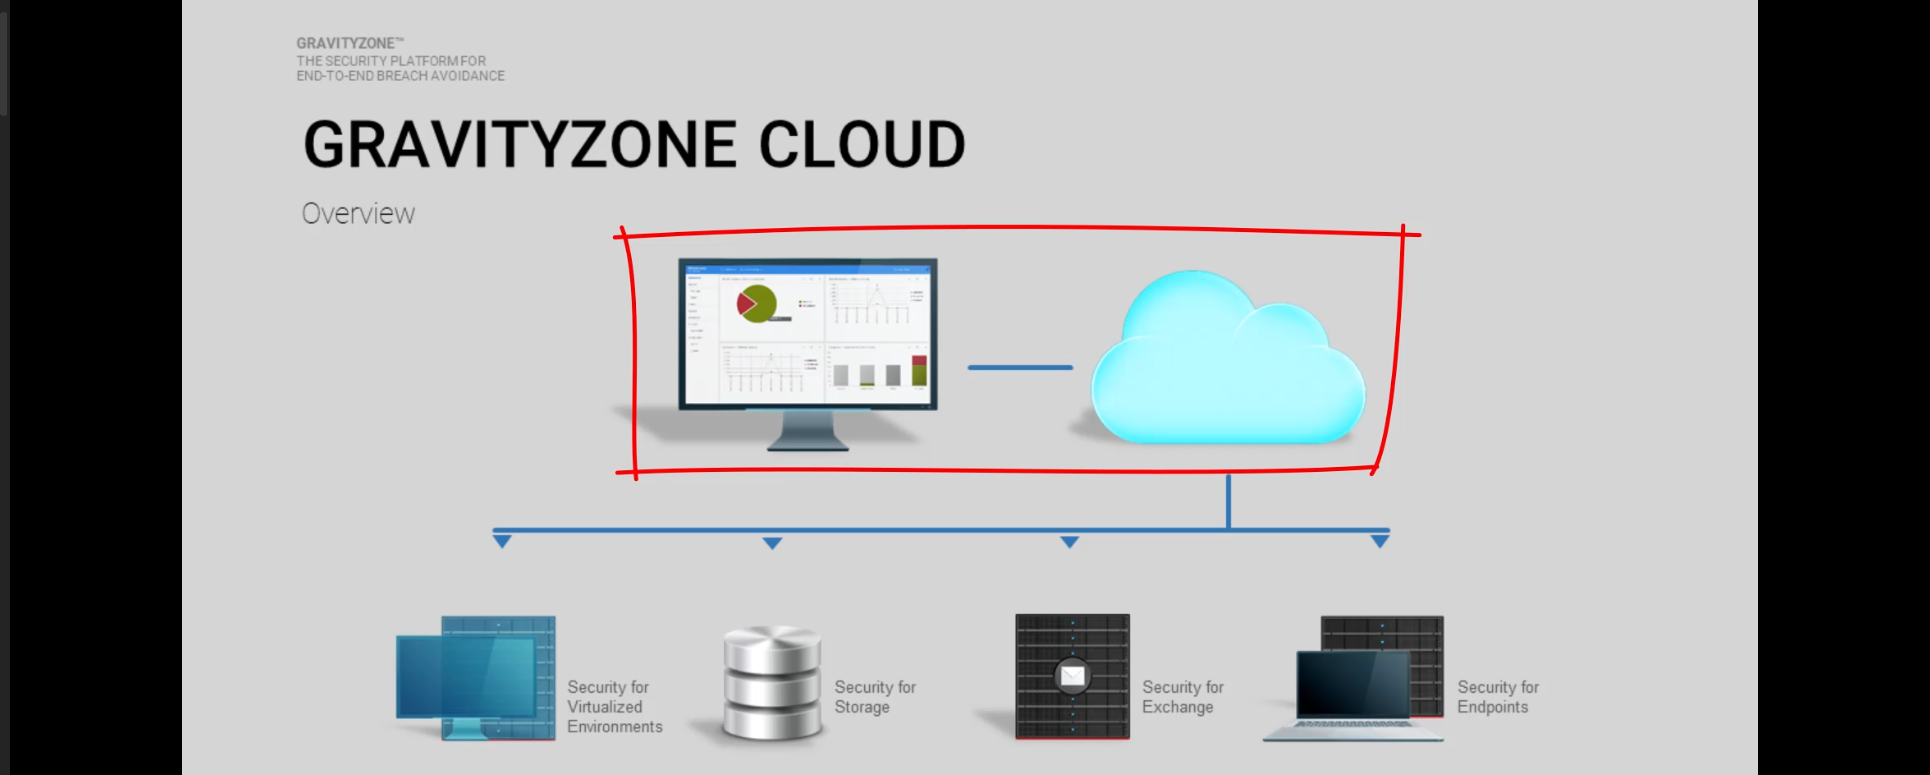 GRAVITYZONE™
THE SECURITY PLATFORM FOR
END-TO-END BREACH AVOIDANCE
GRAVITYZONE CLOUD
Overview
Security for
Virtualized
Environments
Security for
Storage
Security for
Exchange
Security for
Endpoints